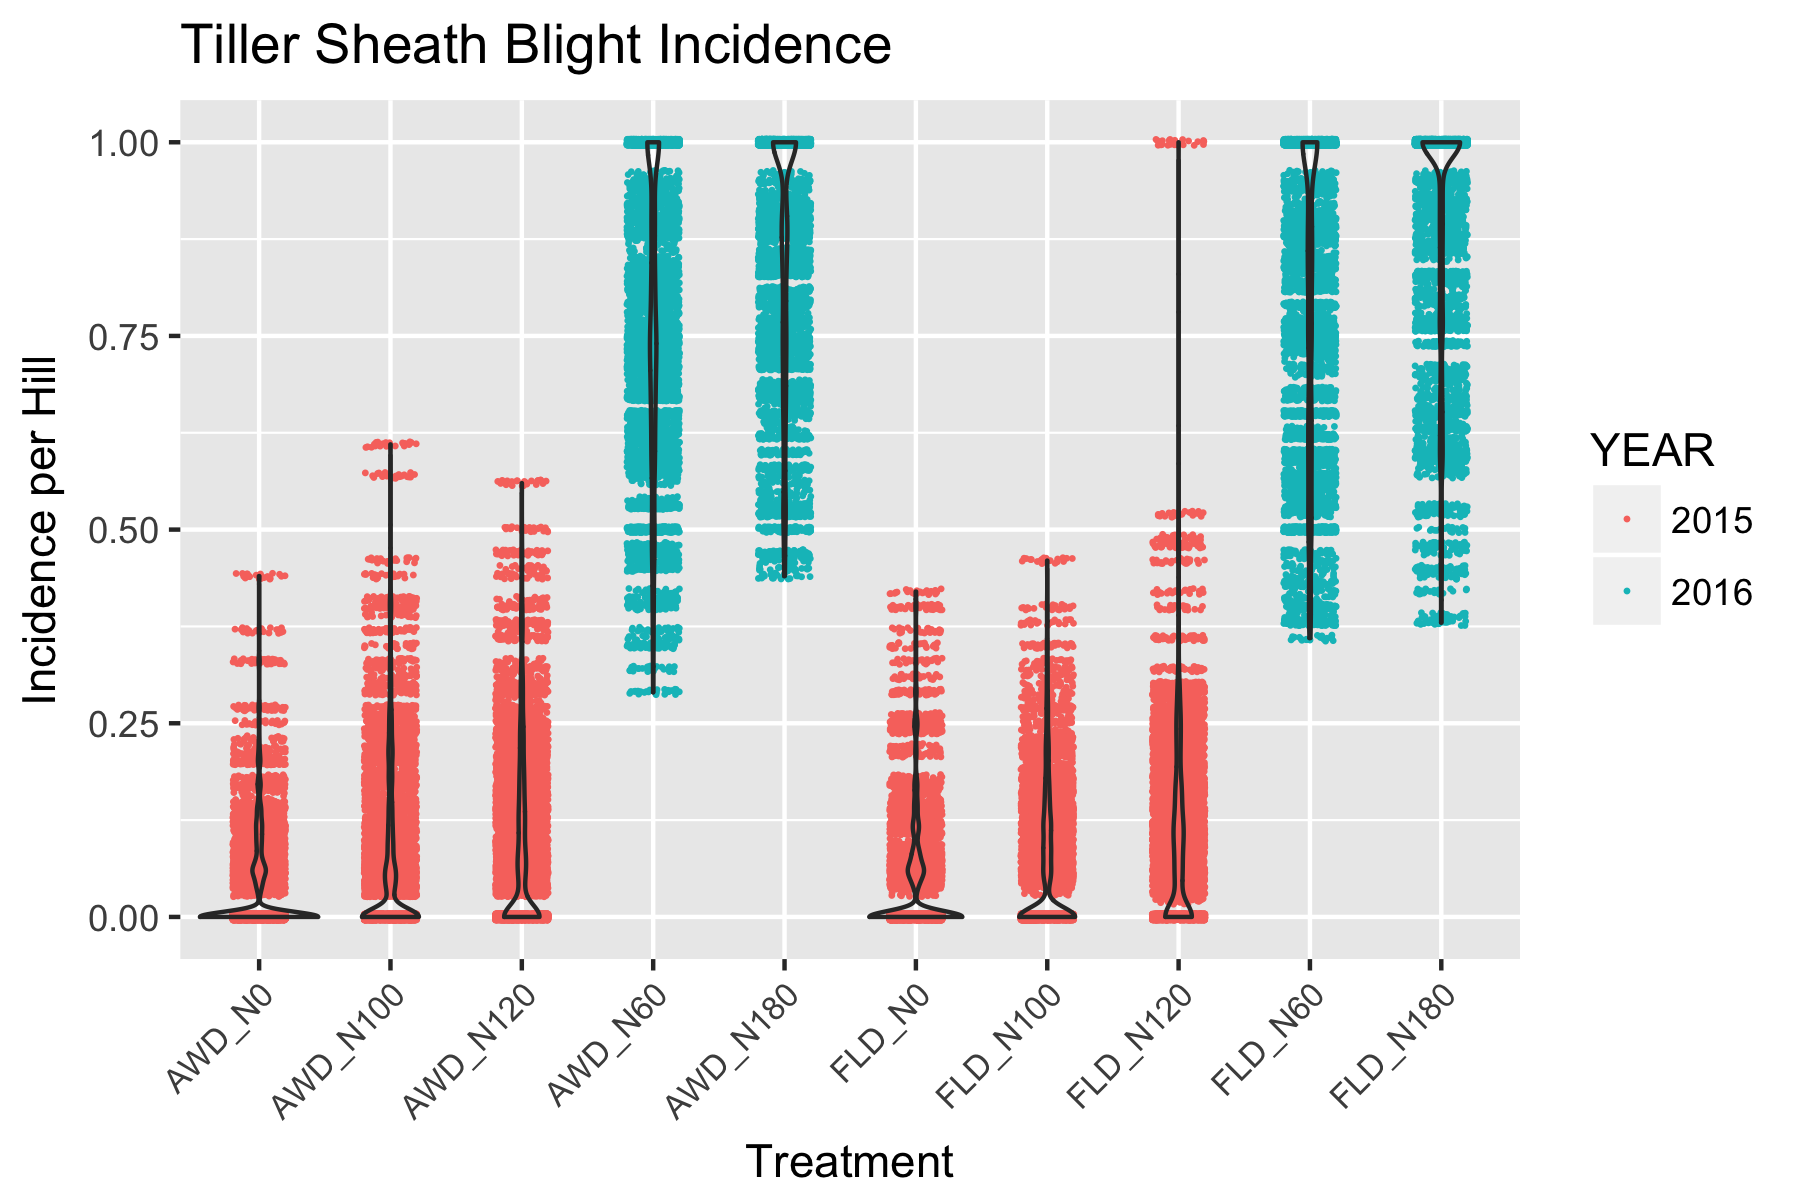 Tiller Sheath Blight Incidence
Incidence per Hill
1.00
0.75
0.50
0.25
0.00
AWD_N0
AWD_N100
AWD_N120
AWD_N60
AWD_N180
FLD_N0
FLD_N100
FLD_N120
FLD_N60
FLD_N180
Treatment
YEAR
2015
2016